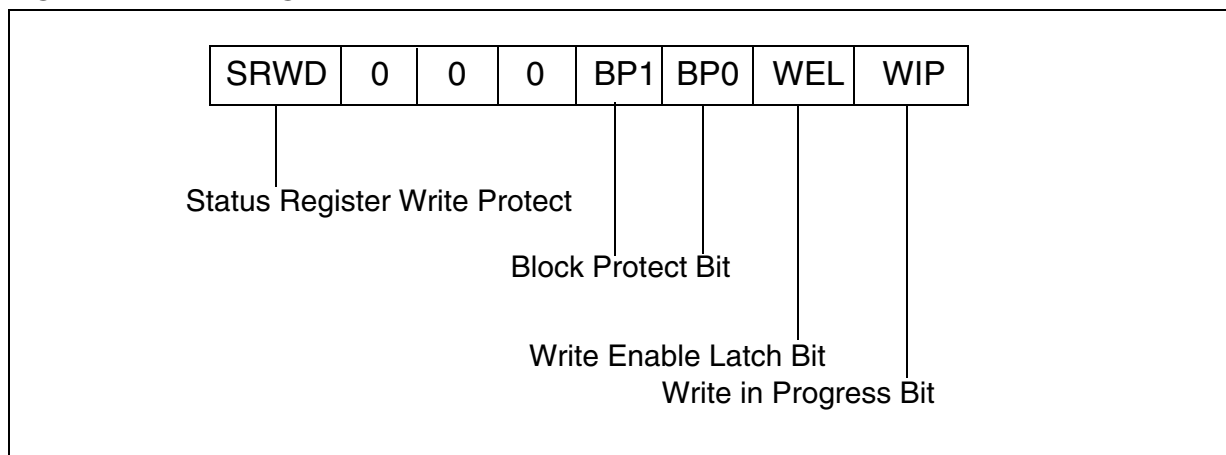 SRWD 0 0 0 BP1 BP0 WEL WIP
Status Register Write Protect
Block Protect Bit
Write Enable Latch Bit
Write in Progress Bit